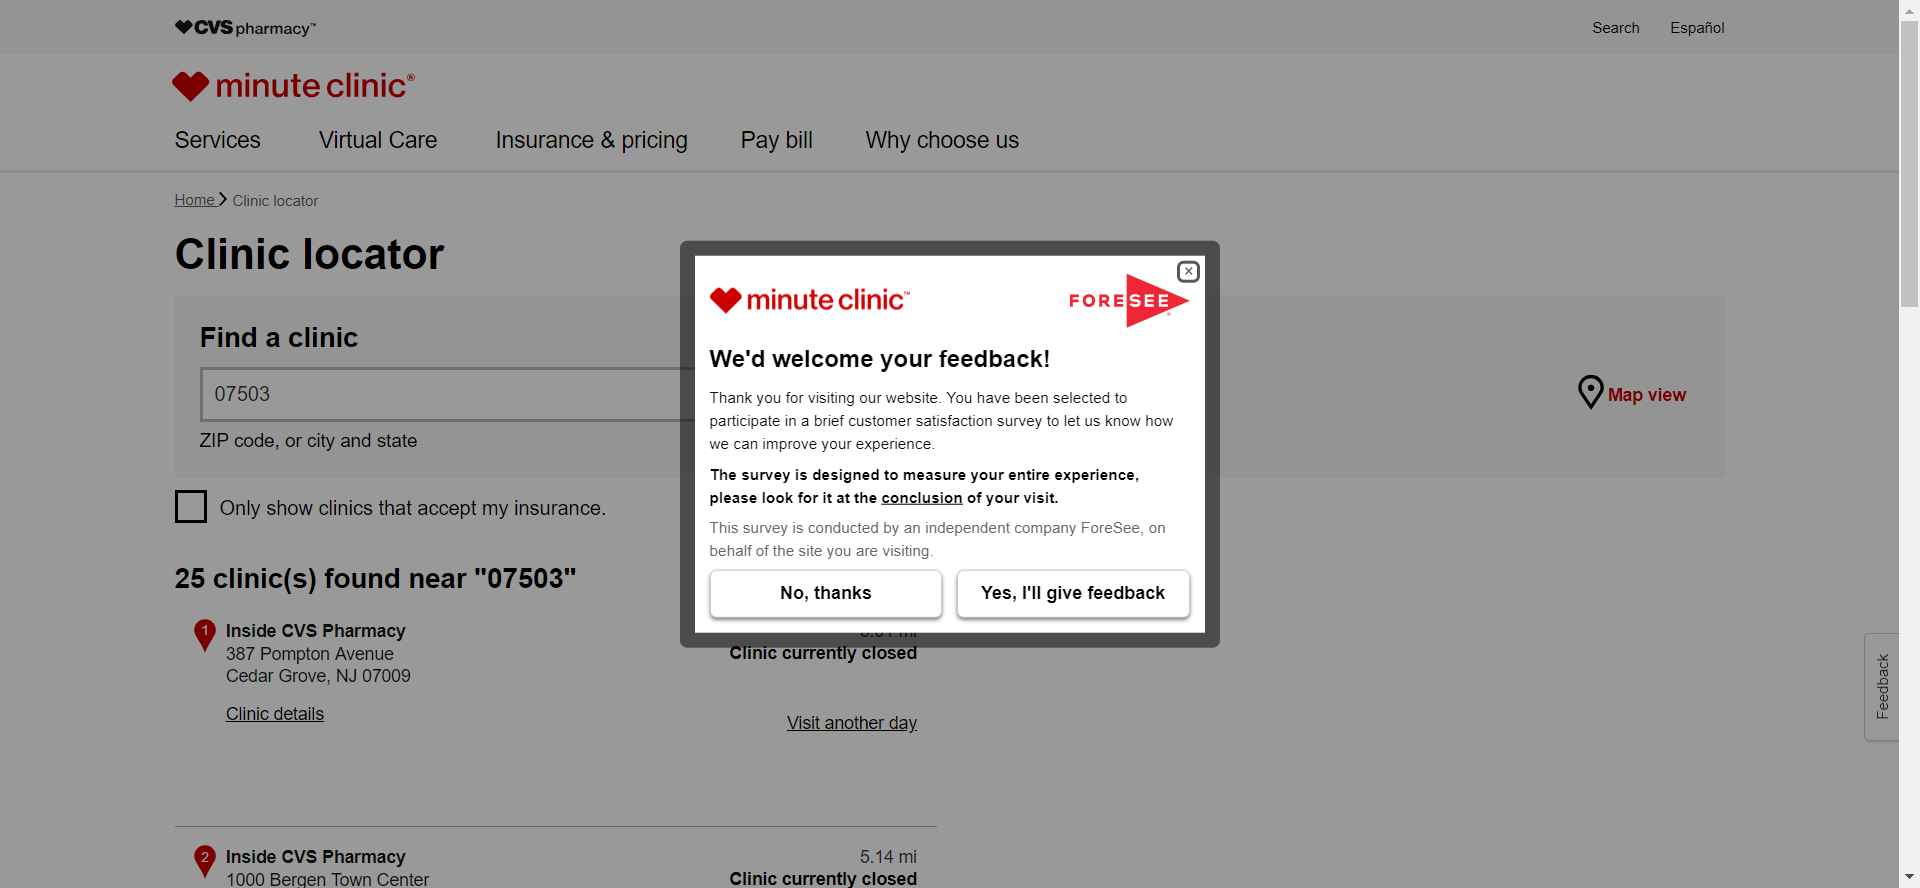 CVS pharmacy™
Search
Español
minute clinic®
Services
Virtual Care
Insurance & pricing
Pay bill
Why choose us
Home
Clinic locator
Clinic locator
Find a clinic
07503
ZIP code, or city and state
Map view
Only show clinics that accept my insurance.
25 clinic(s) found near "07503"
1
Inside CVS Pharmacy
387 Pompton Avenue
Cedar Grove, NJ 07009
Clinic details
Clinic currently closed
Visit another day
2
Inside CVS Pharmacy
1000 Bergen Town Center
5.14 mi
Clinic currently closed
minute clinic™
FORESEE®
We'd welcome your feedback!
Thank you for visiting our website. You have been selected to
participate in a brief customer satisfaction survey to let us know how
we can improve your experience.
The survey is designed to measure your entire experience,
please look for it at the conclusion of your visit.
This survey is conducted by an independent company ForeSee, on
behalf of the site you are visiting.
No, thanks
Yes, I'll give feedback
Feedback